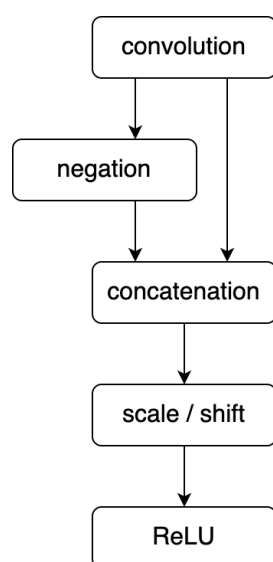 convolution
negation
concatenation
scale / shift
ReLU